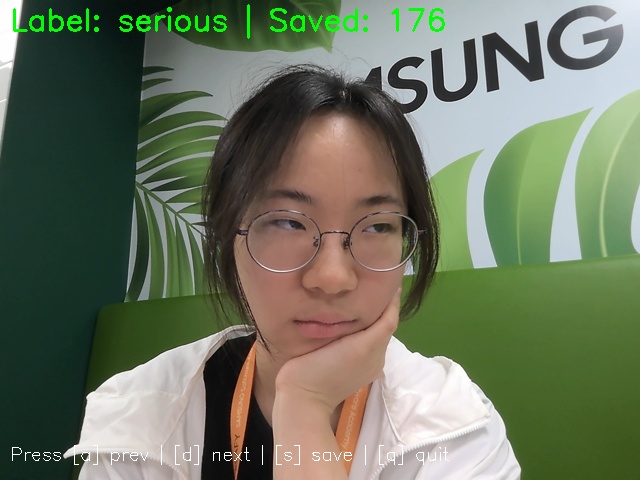 Label: serious | Saved: 176
MSUNG
Press [a] prev | [d] next | [s] save | [q] quit